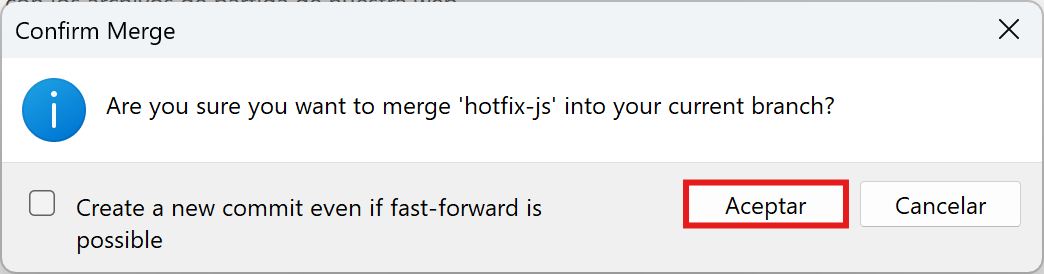 Confirm Merge
Are you sure you want to merge 'hotfix-js' into your current branch?
Create a new commit even if fast-forward is
possible
Aceptar
Cancelar